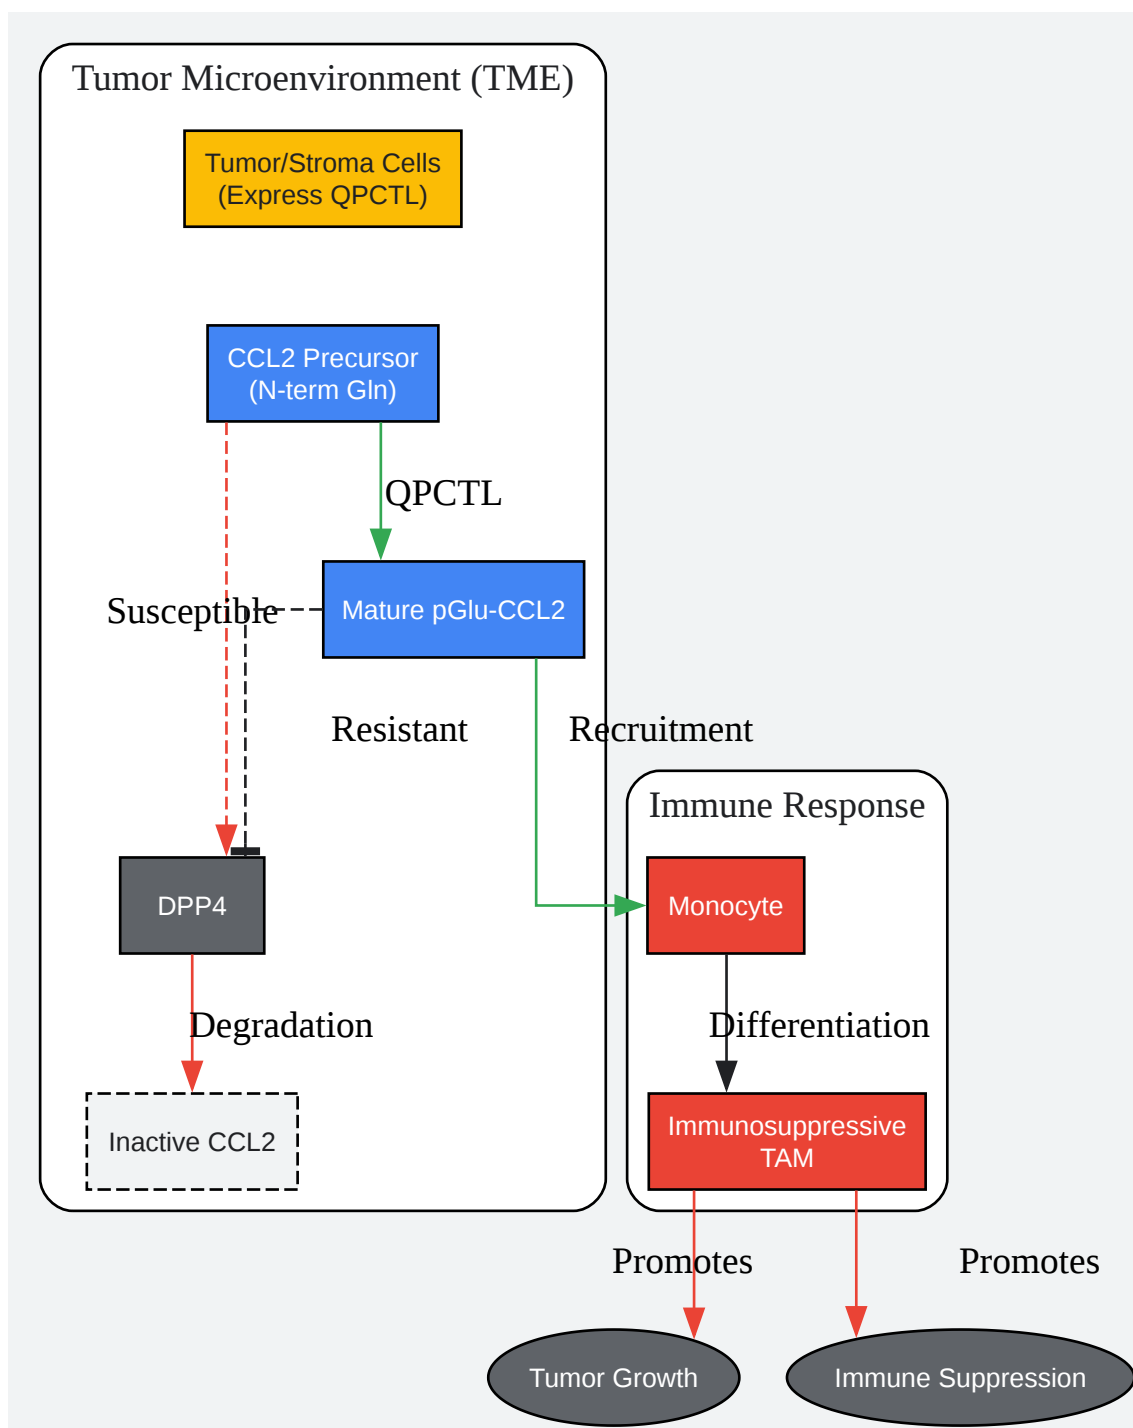 Tumor Microenvironment (TME)
Tumor/Stroma Cells
(Express QPCTL)
CCL2 Precursor
(N-term Gln)
QPCTL
Susceptible
Mature pGlu-CCL2
Resistant
Recruitment
Immune Response
DPP4
Monocyte
Degradation
Differentiation
Inactive CCL2
Immunosuppressive
TAM
Promotes
Promotes
Tumor Growth
Immune Suppression